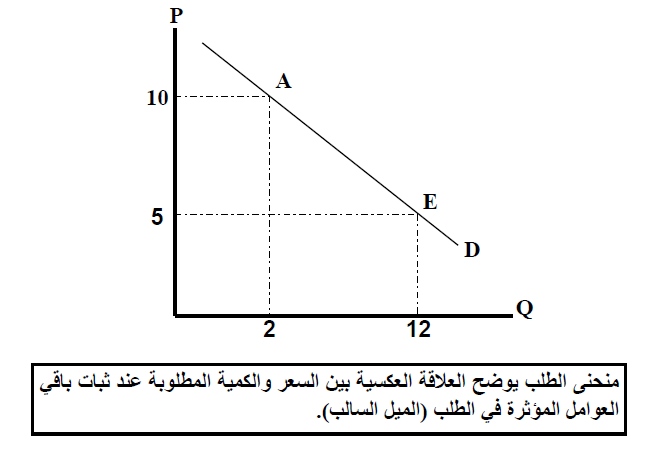 P
A
10
E
5
D
Q
2
12
منحنى الطلب يوضح العلاقة العكسية بين السعر والكمية المطلوبة عند ثبات باقي
العوامل المؤثرة في الطلب (الميل السالب).